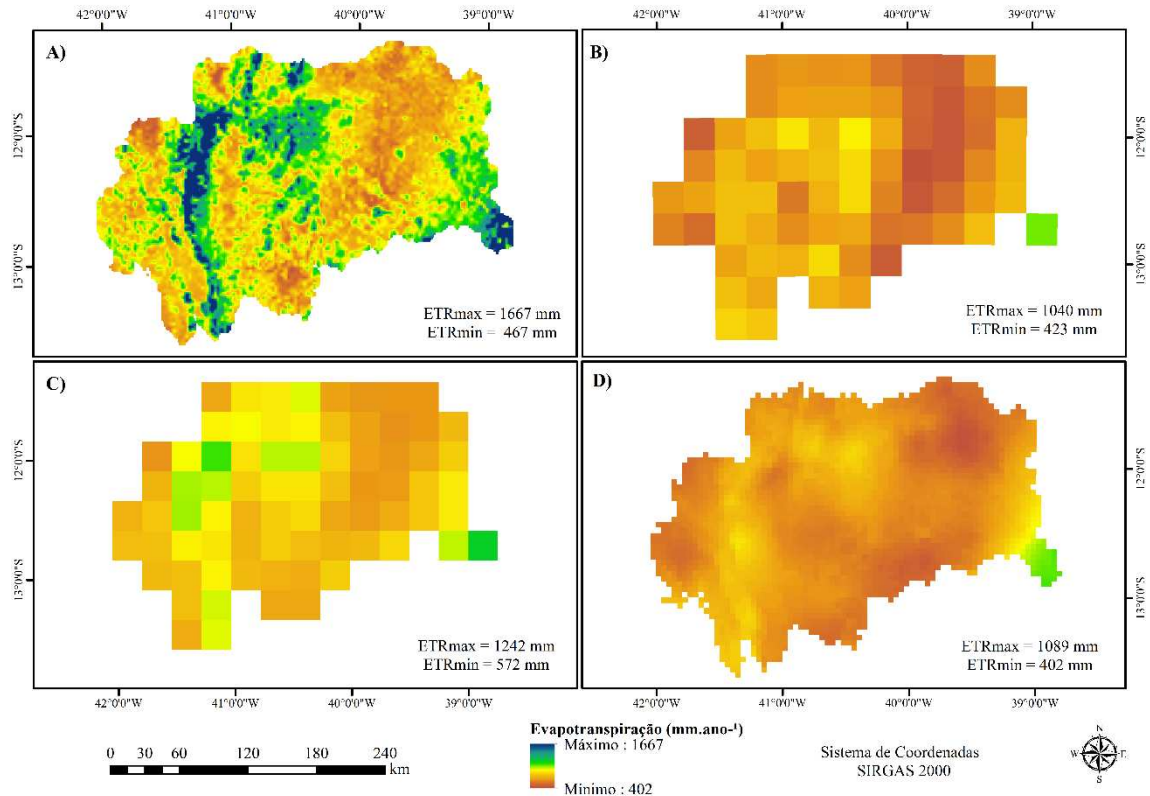 42°0'0"W 41°0'0"W 40°0'0"W 39°0'0"W 42°0'0"W 41°0'0"W 40°0'0"W 39°0'0"W
A)
12°0'0"S
13°0'0"S
ETRmax = 1667 mm
ETRmin = 467 mm
B)
12°0'0"S
13°0'0"S
ETRmax = 1040 mm
ETRmin = 423 mm
C)
12°0'0"S
13°0'0"S
ETRmax = 1242 mm
ETRmin = 572 mm
D)
12°0'0"S
13°0'0"S
ETRmax = 1089 mm
ETRmin = 402 mm
42°0'0"W 41°0'0"W 40°0'0"W 39°0'0"W 42°0'0"W 41°0'0"W 40°0'0"W 39°0'0"W
0 30 60 120 180 240
km
Evapotranspiração (mm.ano-¹)
Máximo : 1667
Mínimo : 402
Sistema de Coordenadas
SIRGAS 2000
N
W E
S